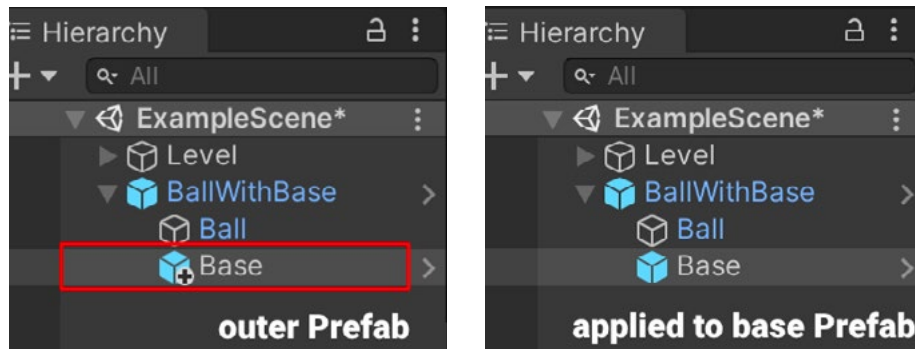 Hierarchy
All
ExampleScene*
Level
BallWithBase
Ball
Base
outer Prefab
Hierarchy
All
ExampleScene*
Level
BallWithBase
Ball
Base
applied to base Prefab